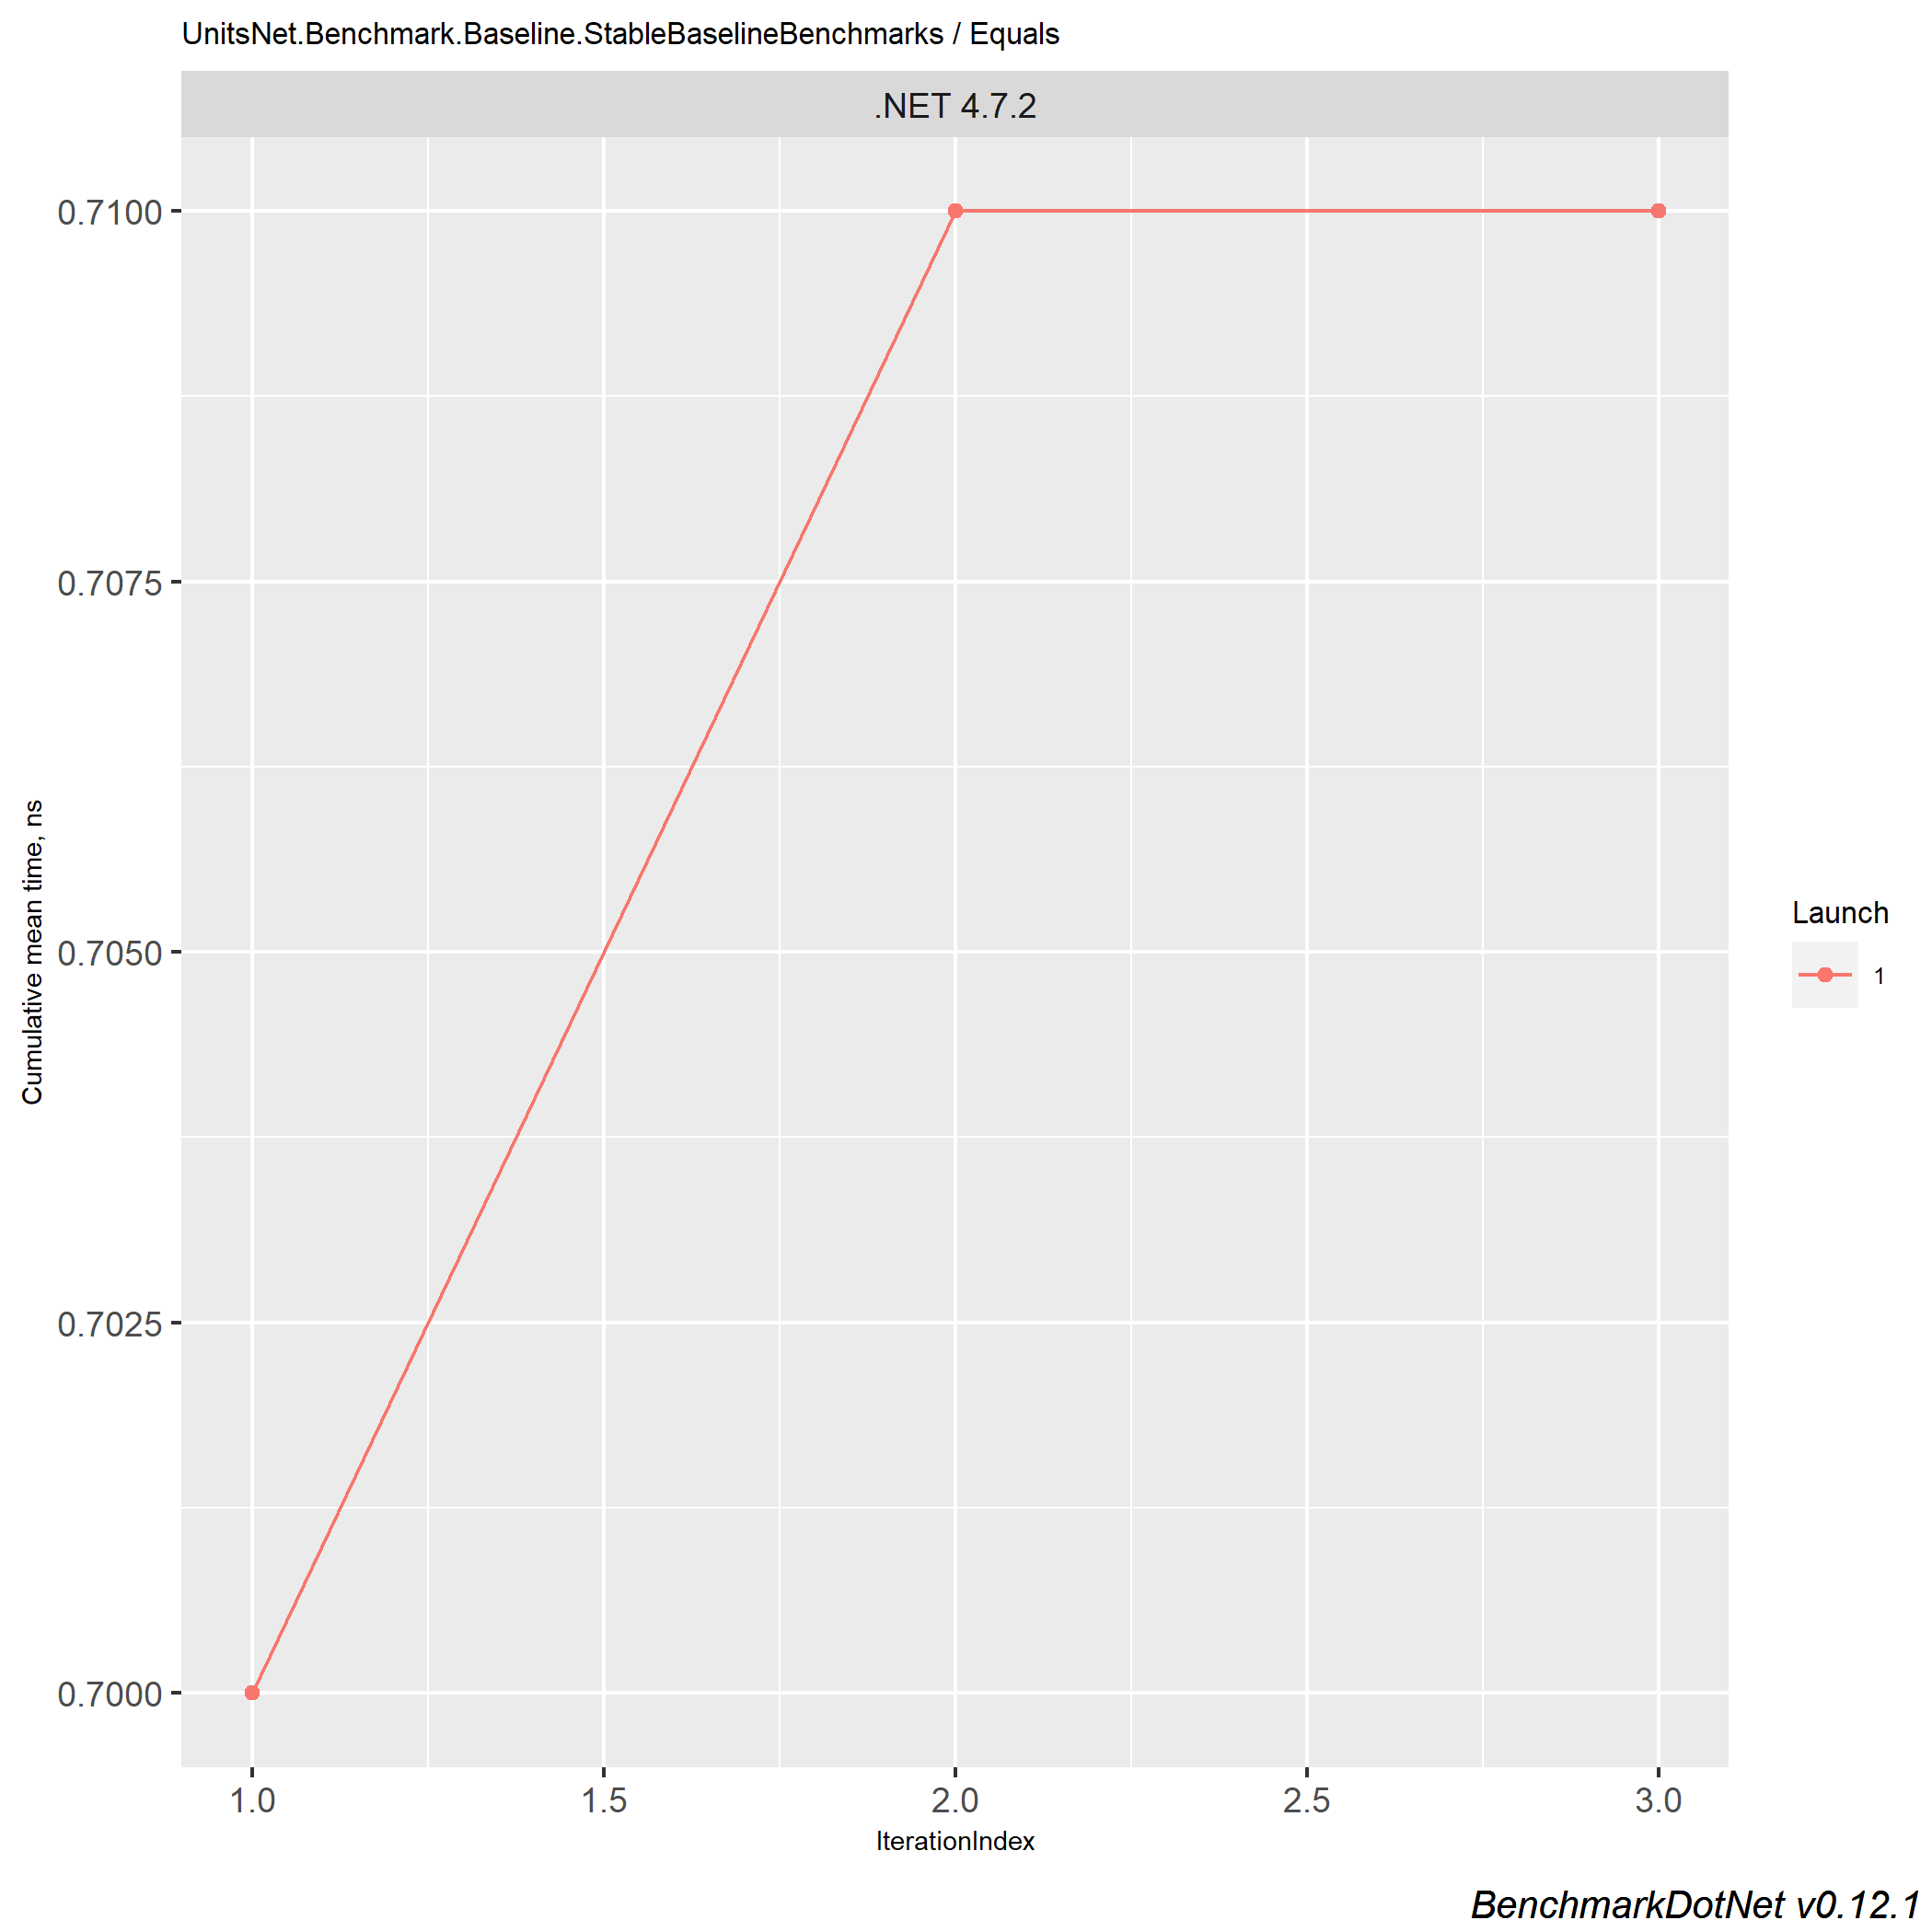 UnitsNet.Benchmark.Baseline.StableBaselineBenchmarks / Equals
.NET 4.7.2
0.7100
0.7075
0.7050
0.7025
0.7000
Cumulative mean time, ns
1.0 1.5 2.0 2.5 3.0
IterationIndex
Launch
1
BenchmarkDotNet v0.12.1